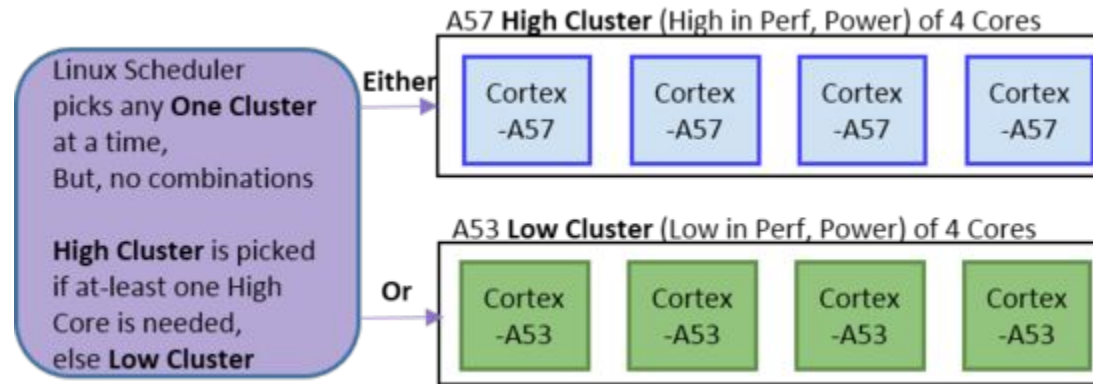 Linux Scheduler
picks any One Cluster
at a time,
But, no combinations
High Cluster is picked
if at-least one High
Core is needed,
else Low Cluster
Either
Or
A57 High Cluster (High in Perf, Power) of 4 Cores
Cortex
-A57
Cortex
-A57
Cortex
-A57
Cortex
-A57
A53 Low Cluster (Low in Perf, Power) of 4 Cores
Cortex
-A53
Cortex
-A53
Cortex
-A53
Cortex
-A53